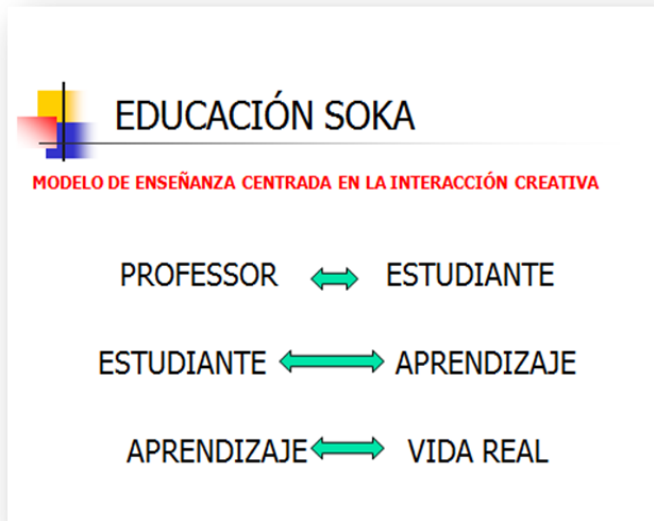 EDUCACIÓN SOKA
MODELO DE ENSEÑANZA CENTRADA EN LA INTERACCIÓN CREATIVA
PROFESSOR ESTUDIANTE
ESTUDIANTE APRENDIZAJE
APRENDIZAJE VIDA REAL